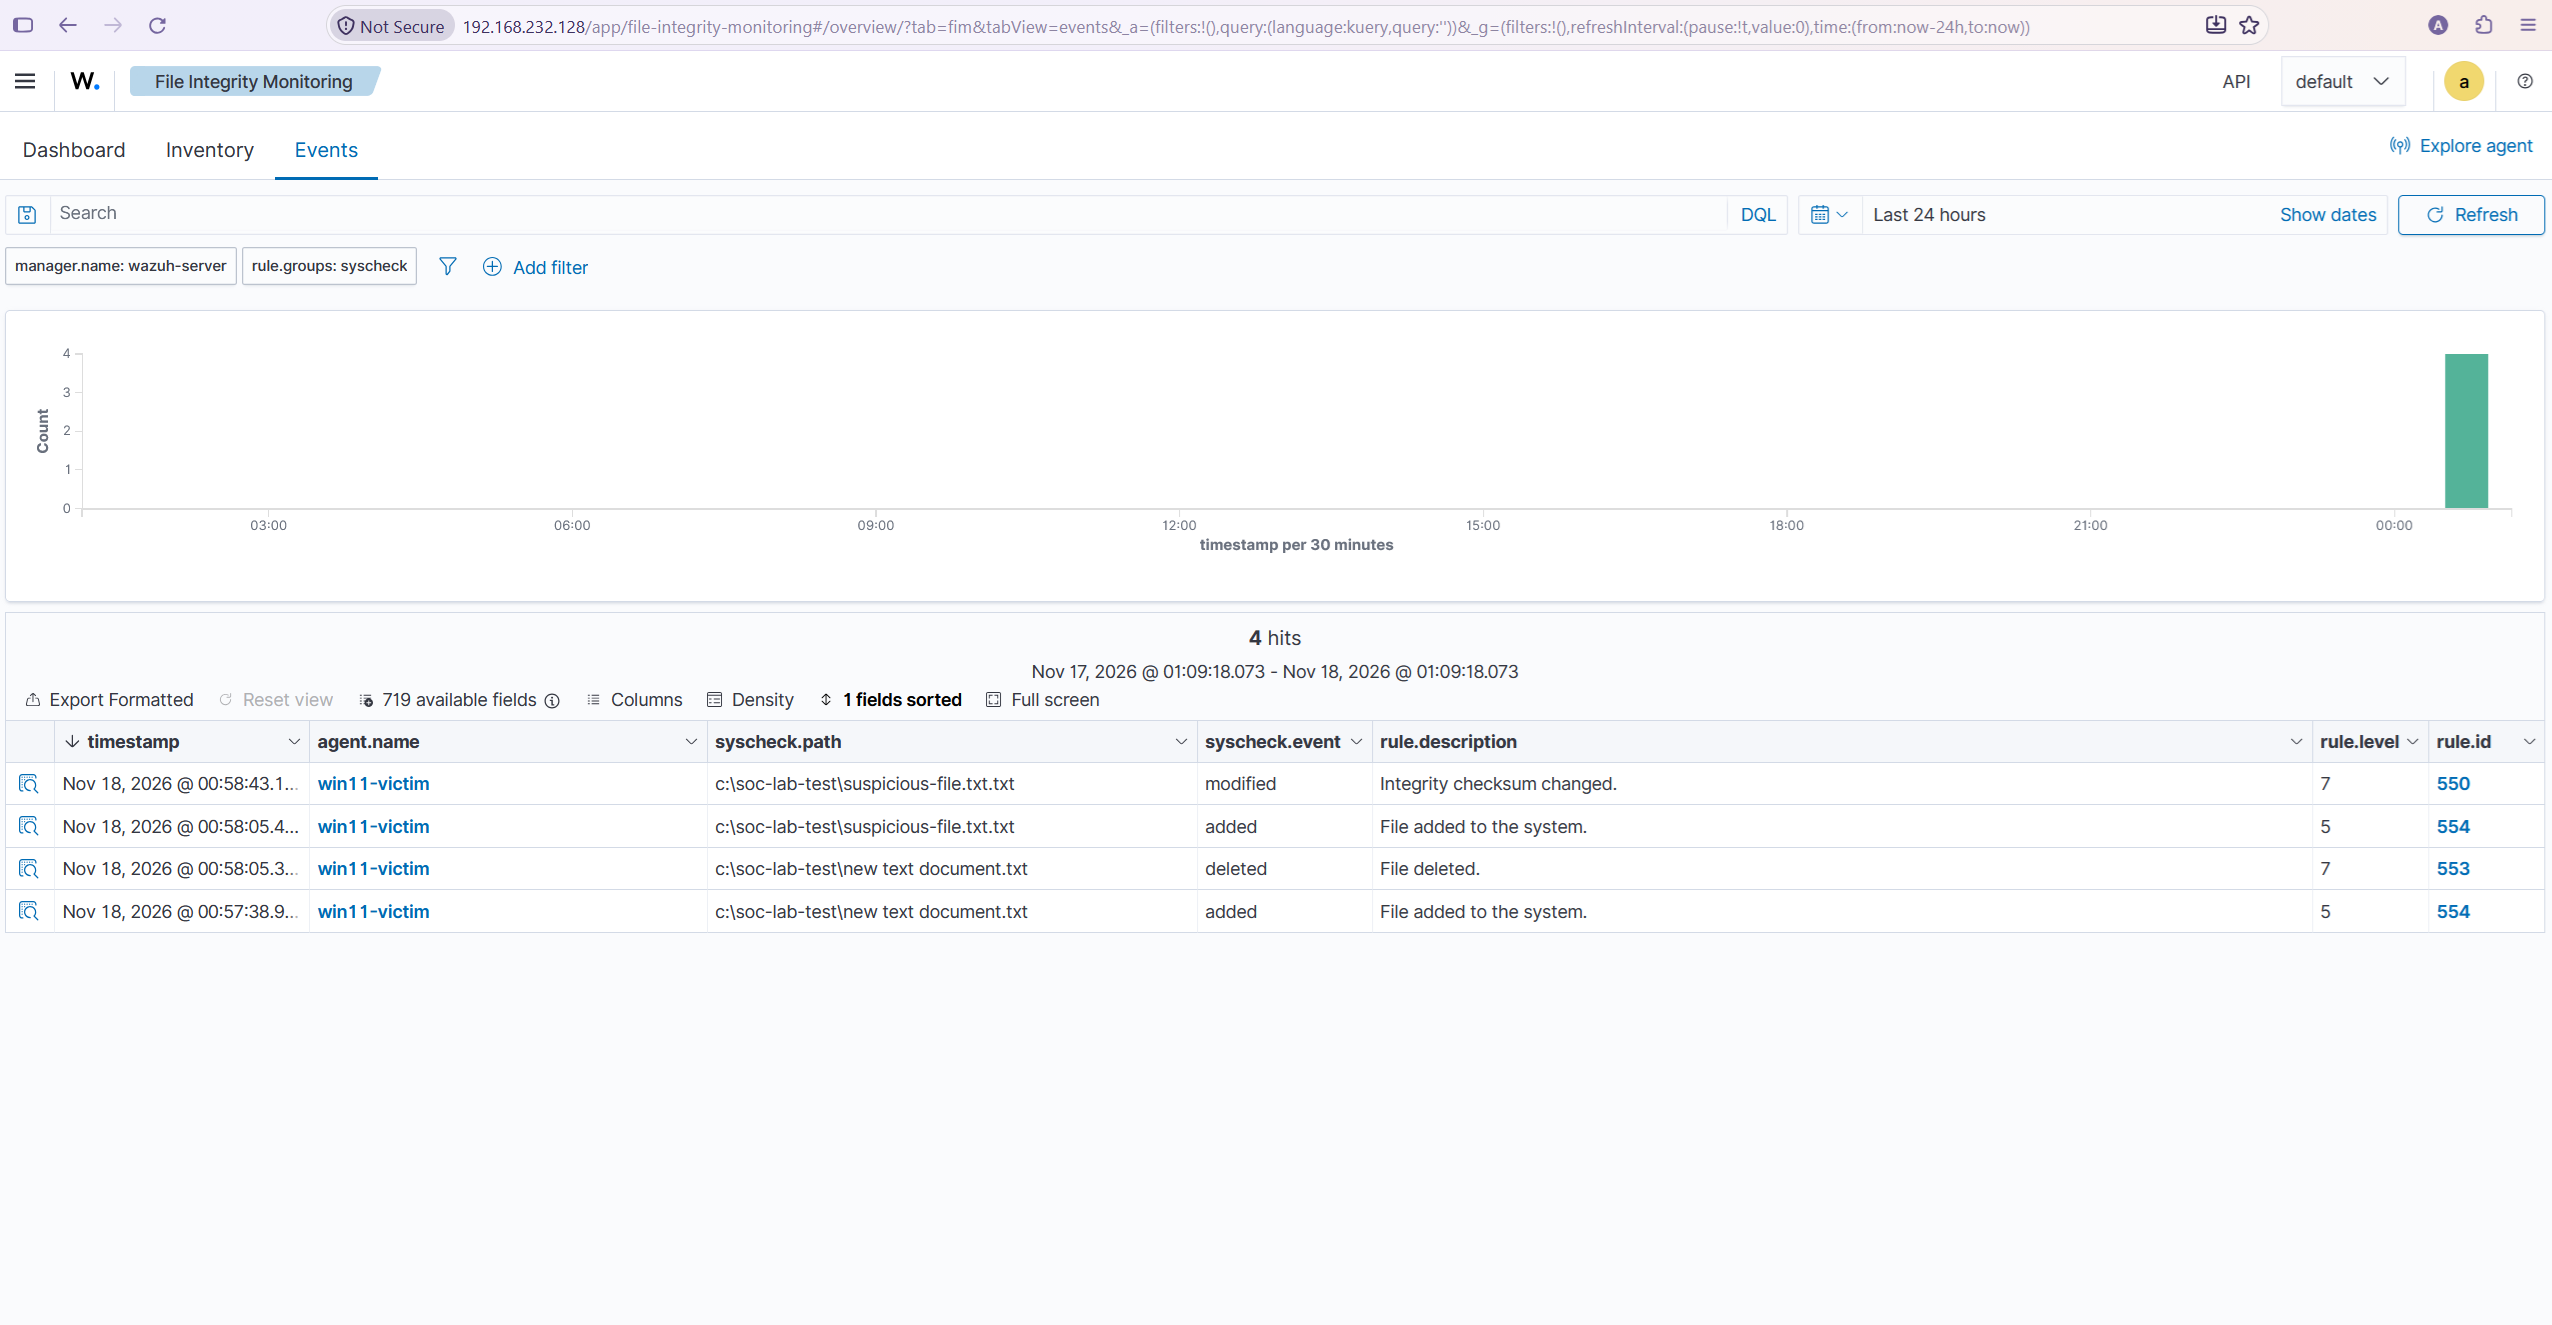 Not Secure 192.168.232.128/app/file-integrity-monitoring#/overview/?tab=fim&tabView=events&_a=(filters:!(),query:(language:kuery,query:''))&_g=(filters:!(),refreshInterval:(pause:!t,value:0),time:(from:now-24h,to:now)) A
W. File Integrity Monitoring API default a
Dashboard Inventory Events Explore agent
Search DQL Last 24 hours Show dates Refresh
manager.name: wazuh-server rule.groups: syscheck Add filter
4
3
2
1
0
Count
03:00 06:00 09:00 12:00 15:00 18:00 21:00 00:00
timestamp per 30 minutes
4 hits
Nov 17, 2026 @ 01:09:18.073 - Nov 18, 2026 @ 01:09:18.073
Export Formatted Reset view 719 available fields Columns Density 1 fields sorted Full screen
timestamp agent.name syscheck.path syscheck.event rule.description rule.level rule.id
Nov 18, 2026 @ 00:58:43.1... win11-victim c:\soc-lab-test\suspicious-file.txt.txt modified Integrity checksum changed. 7 550
Nov 18, 2026 @ 00:58:05.4... win11-victim c:\soc-lab-test\suspicious-file.txt.txt added File added to the system. 5 554
Nov 18, 2026 @ 00:58:05.3... win11-victim c:\soc-lab-test\new text document.txt deleted File deleted. 7 553
Nov 18, 2026 @ 00:57:38.9... win11-victim c:\soc-lab-test\new text document.txt added File added to the system. 5 554